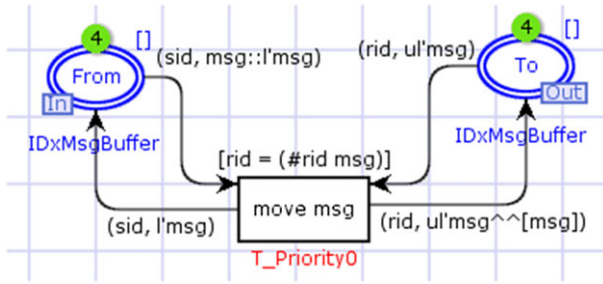 4
[]
(sid, msg::l'msg)
(rid, ul'msg)
4
[]
From
To
In
Out
IDxMsgBuffer
IDxMsgBuffer
[rid = (#rid msg)]
move msg
(sid, l'msg)
(rid, ul'msg^^[msg])
T_Priority0